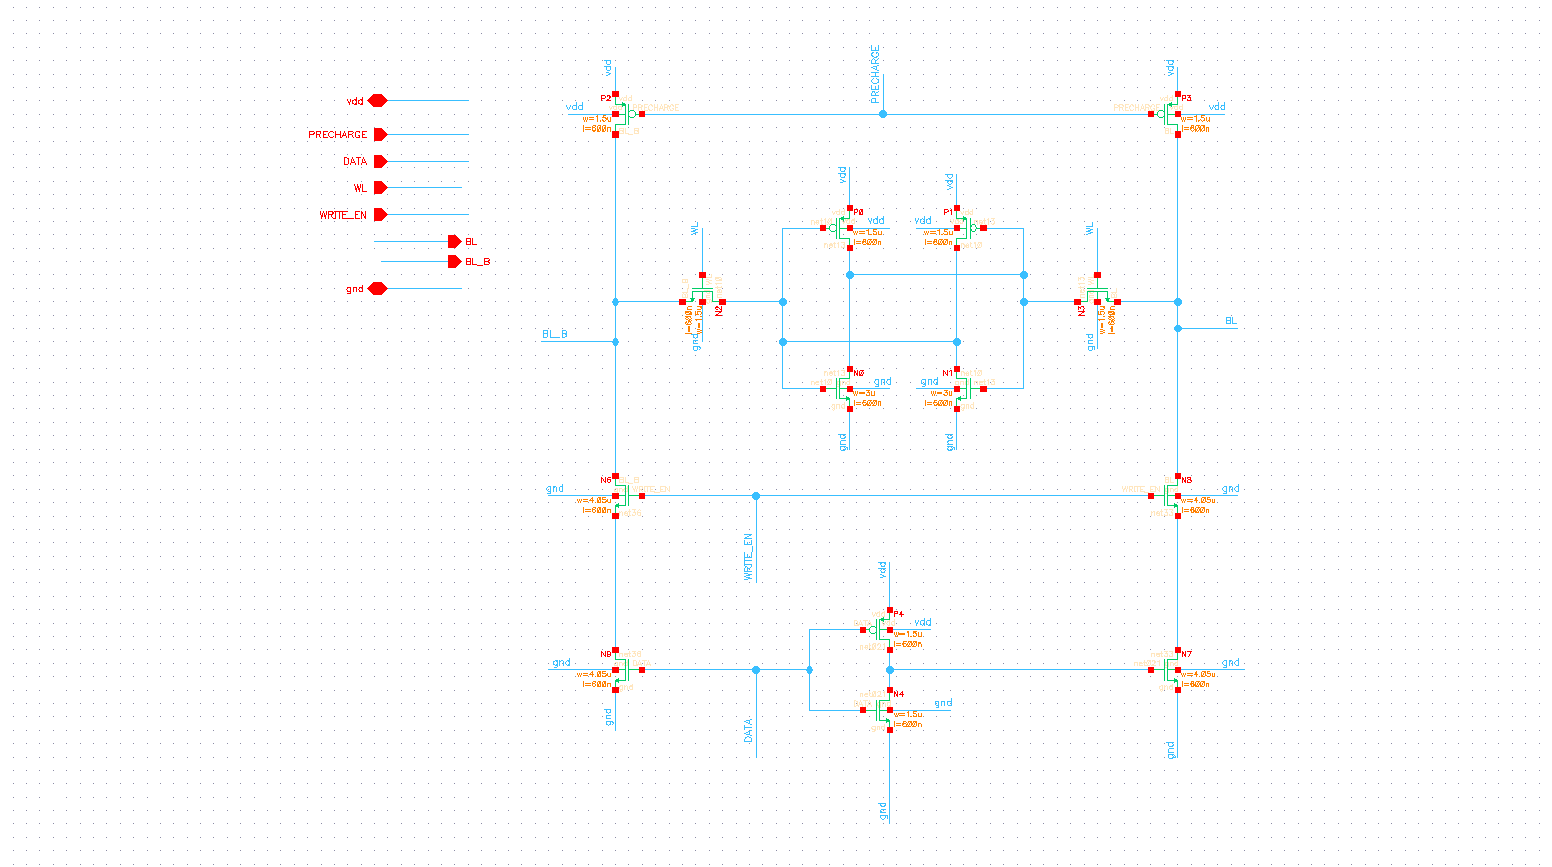 vdd
PRECHARGE
DATA
WL
WRITE_EN
BL
BL_B
gnd
vdd
PRECHARGE
vdd
P2
PRECHARGE
vdd
w=1.5u
l=600n
BL_B
PRECHARGE
P3
vdd
w=1.5u
l=600n
BL
vdd
P0
vdd
w=1.5u
l=600n
vdd
P1
vdd
w=1.5u
l=600n
WL
N2
w=1.5u
l=600n
gnd
WL
N3
w=1.5u
l=600n
gnd
BL_B
BL
N0
gnd
w=3u
l=600n
gnd
N1
gnd
w=3u
l=600n
gnd
N6
gnd
WRITE_EN
w=4.05u
l=600n
WRITE_EN
gnd
w=4.05u
l=600n
WRITE_EN
vdd
P4
vdd
w=1.5u
l=600n
gnd
w=4.05u
l=600n
gnd
N7
gnd
w=4.05u
l=600n
gnd
N4
gnd
w=1.5u
l=600n
gnd
DATA